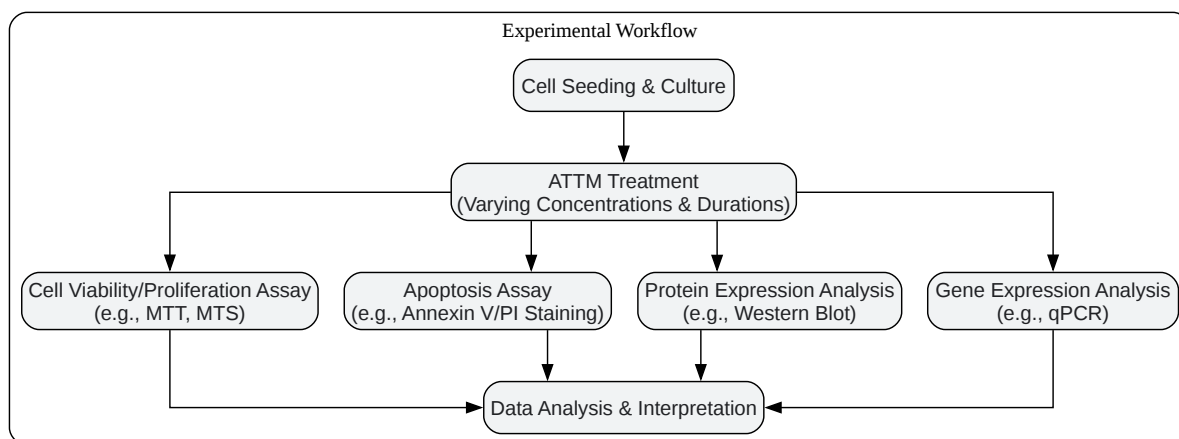 Experimental Workflow
Cell Seeding & Culture
ATTM Treatment
(Varying Concentrations & Durations)
Cell Viability/Proliferation Assay
(e.g., MTT, MTS)
Apoptosis Assay
(e.g., Annexin V/PI Staining)
Protein Expression Analysis
(e.g., Western Blot)
Gene Expression Analysis
(e.g., qPCR)
Data Analysis & Interpretation